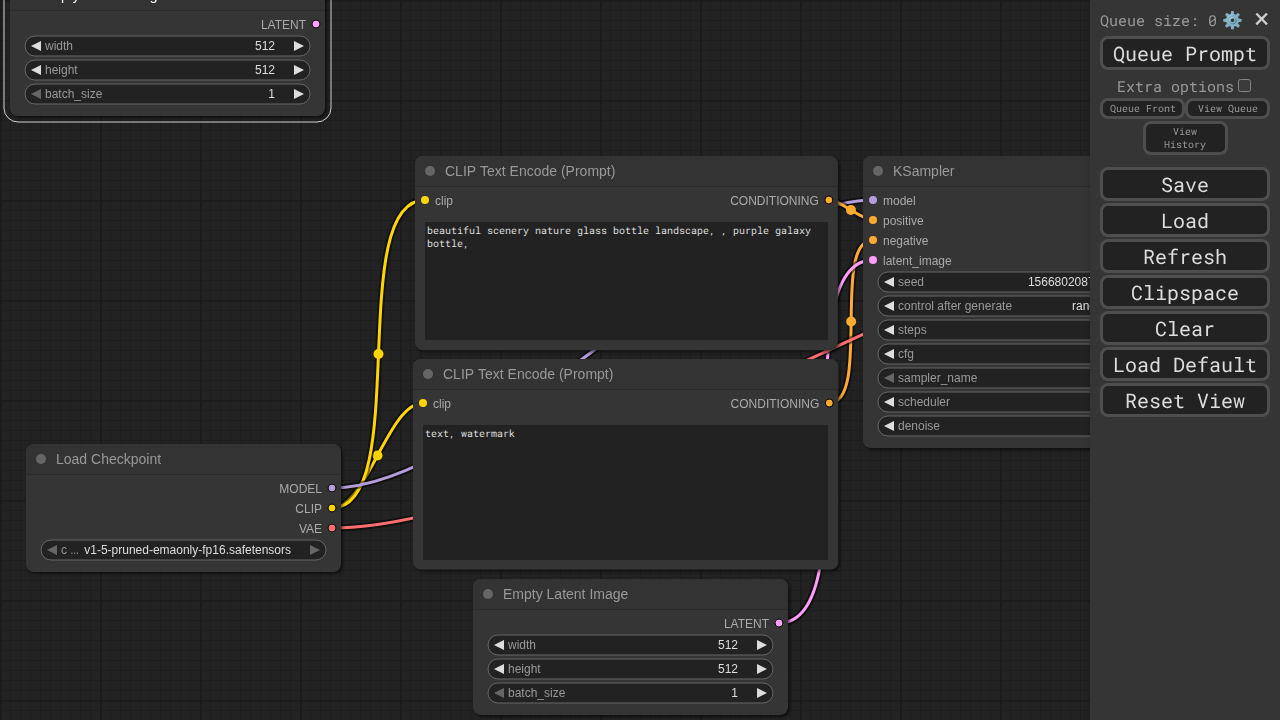 LATENT
width 512
height 512
batch_size 1
CLIP Text Encode (Prompt)
clip CONDITIONING
beautiful scenery nature glass bottle landscape, , purple galaxy
bottle,
CLIP Text Encode (Prompt)
clip CONDITIONING
text, watermark
Load Checkpoint
MODEL
CLIP
VAE
c ... v1-5-pruned-emaonly-fp16.safetensors
Empty Latent Image
LATENT
width 512
height 512
batch_size 1
KSampler
model
positive
negative
latent_image
seed 156680208
control after generate ran
steps
cfg
sampler_name
scheduler
denoise
Queue size: 0
Queue Prompt
Extra options
Queue Front View Queue
View
History
Save
Load
Refresh
Clipspace
Clear
Load Default
Reset View